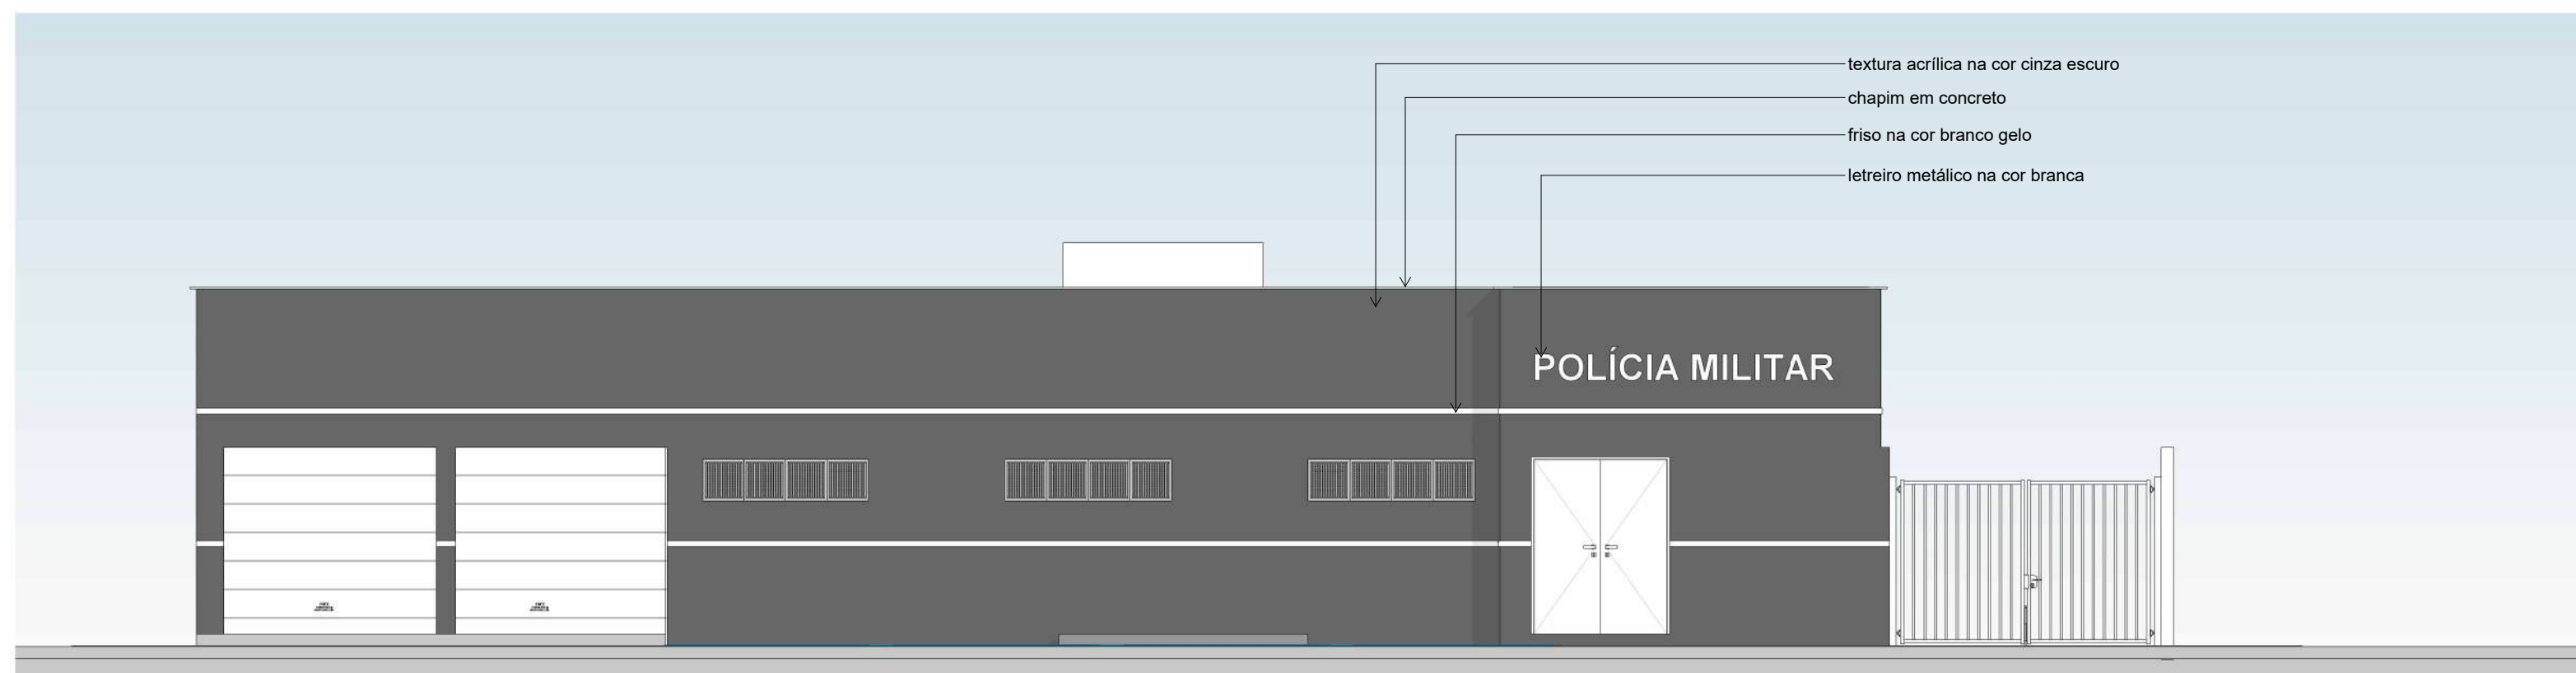 textura acrílica na cor cinza escuro
chapim em concreto
friso na cor branco gelo
letreiro metálico na cor branca
POLÍCIA MILITAR